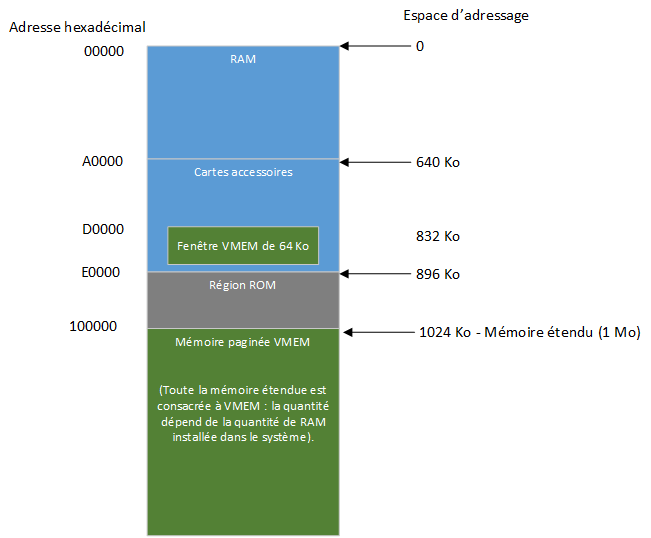 Espace d’adressage
Adresse hexadécimal
00000
RAM
0
A0000
Cartes accessoires
640 Ko
D0000
Fenêtre VMEM de 64 Ko
832 Ko
E0000
Région ROM
896 Ko
100000
Mémoire paginée VMEM
1024 Ko - Mémoire étendu (1 Mo)
(Toute la mémoire étendue est
consacrée à VMEM : la quantité
dépend de la quantité de RAM
installée dans le système).